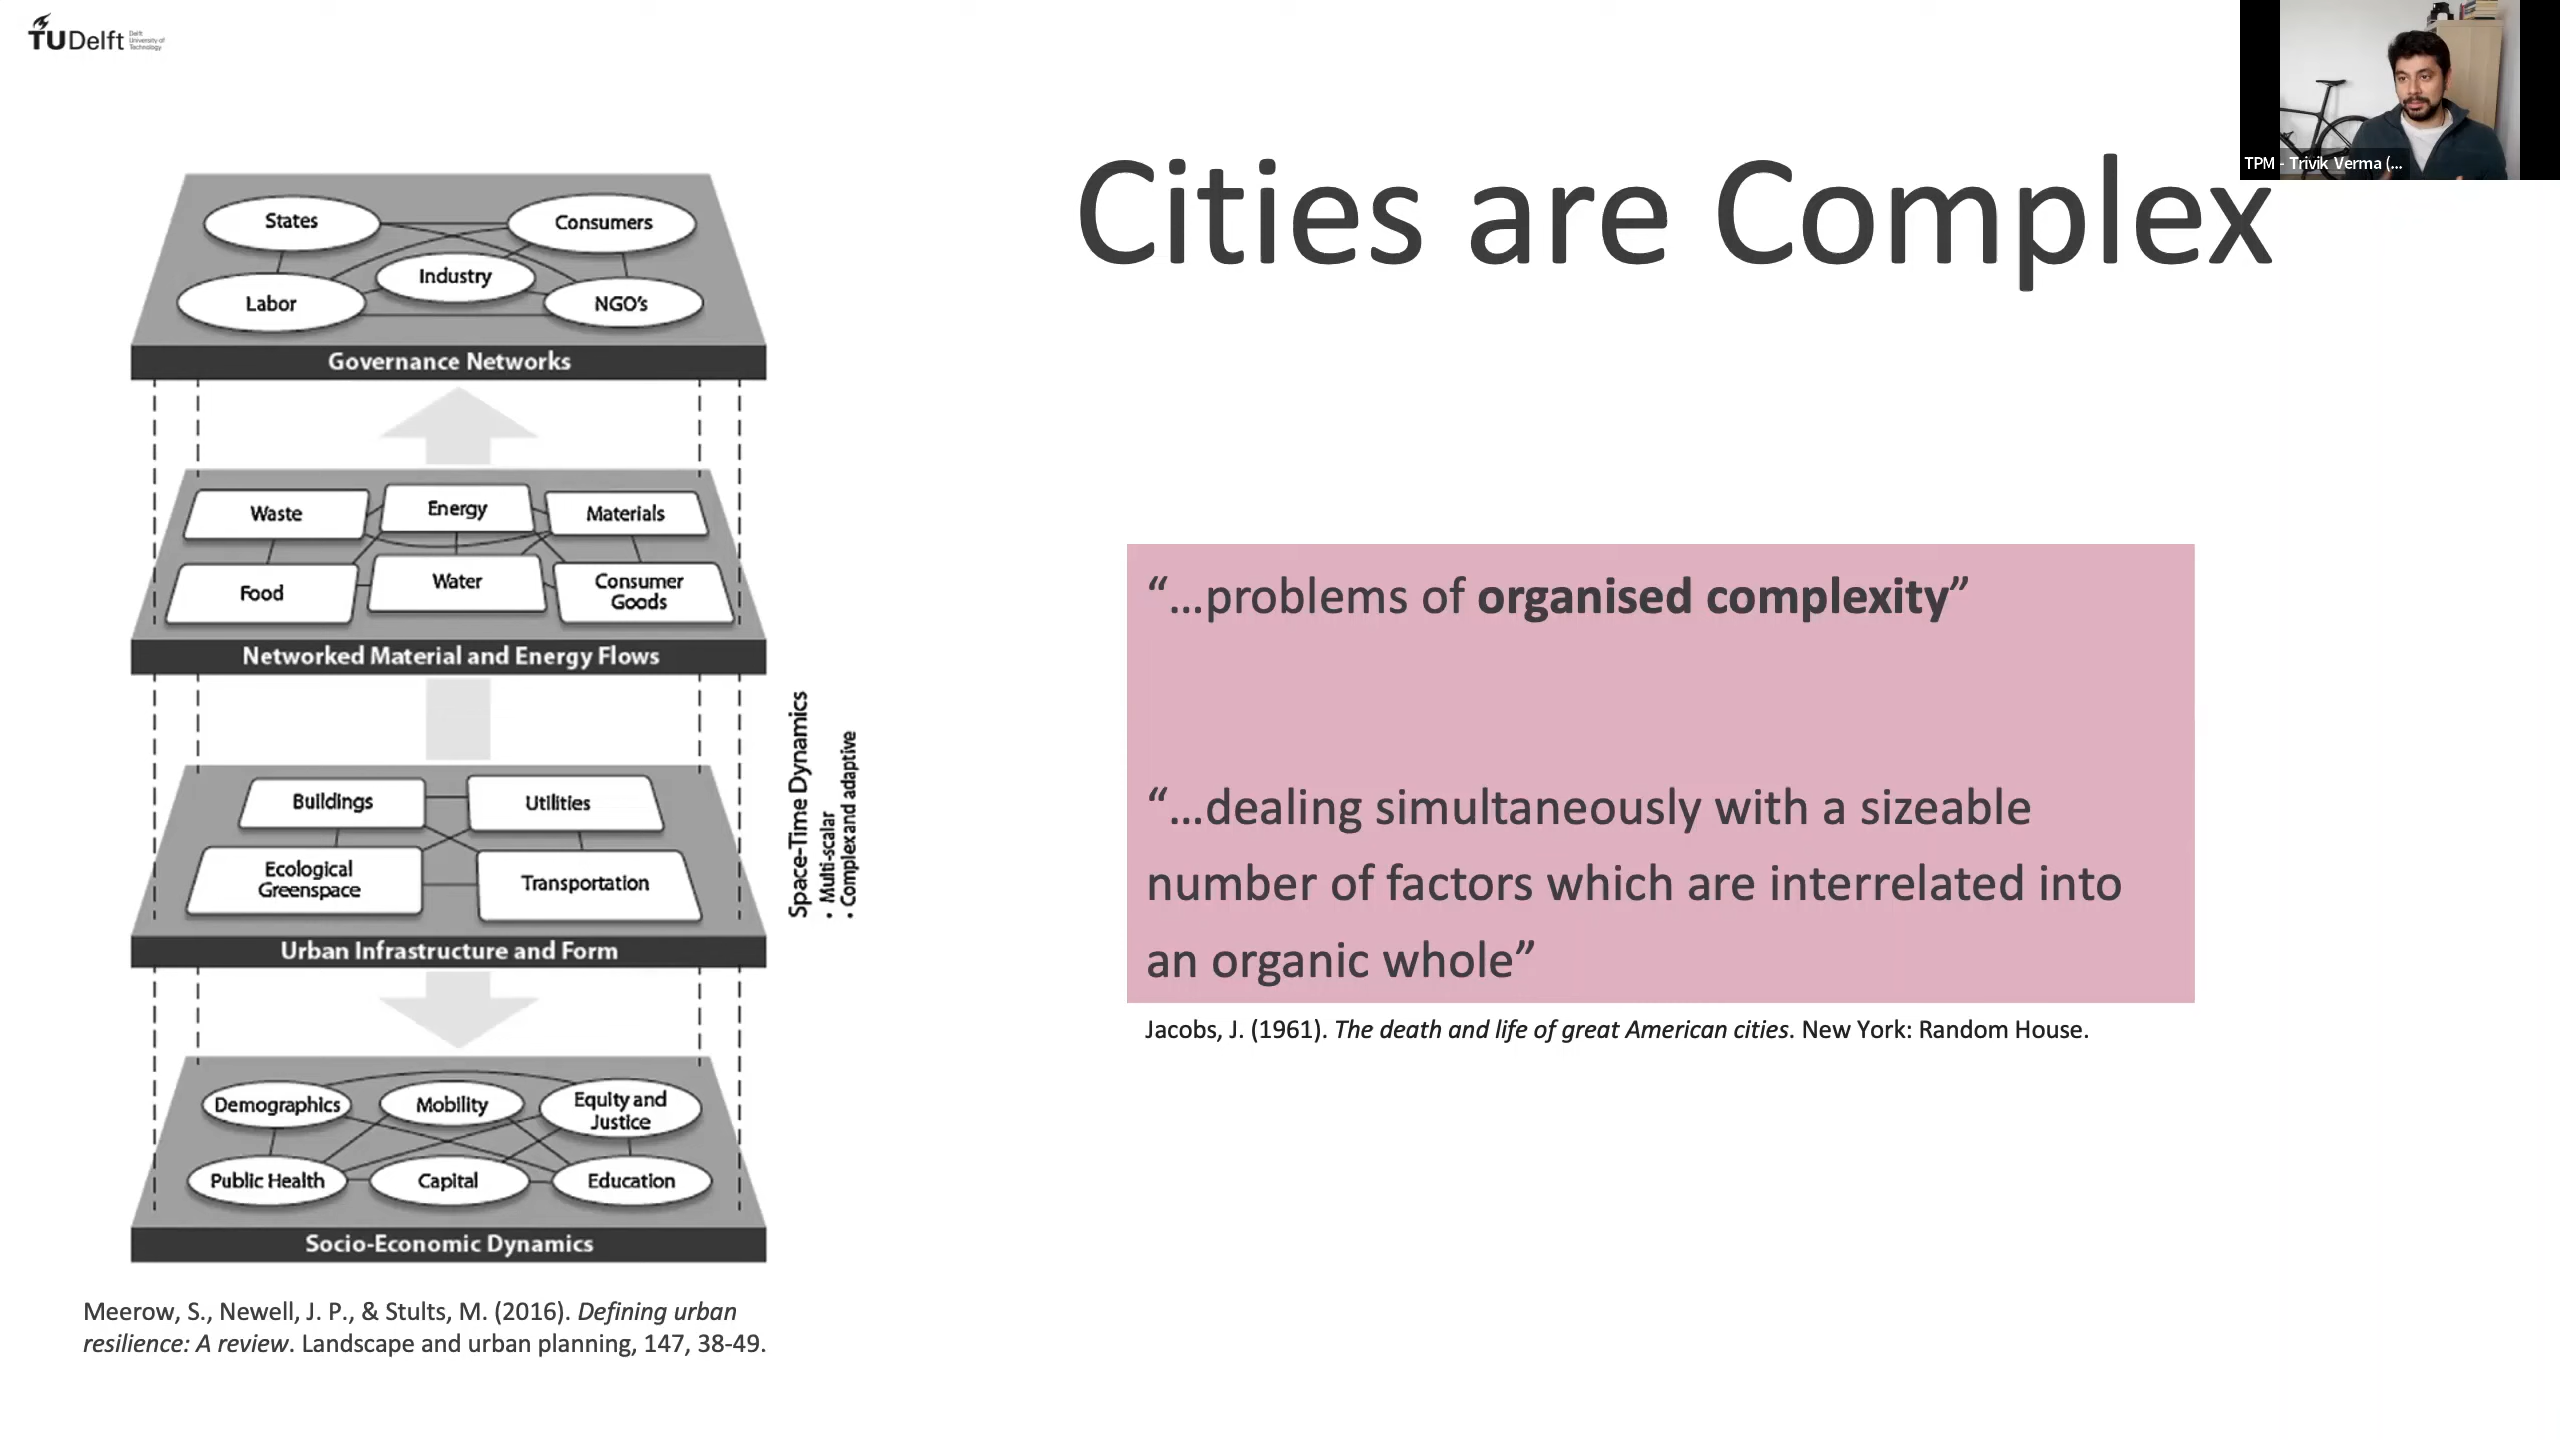 TUDelft
Delft
University of
Technology
TPM - Trivik Verma (...
Cities are Complex
States
Consumers
Industry
Labor
NGO's
Governance Networks
Waste
Energy
Materials
Food
Water
Consumer
Goods
Networked Material and Energy Flows
Buildings
Utilities
Ecological
Greenspace
Transportation
Urban Infrastructure and Form
Demographics
Mobility
Equity and
Justice
Public Health
Capital
Education
Socio-Economic Dynamics
Space-Time Dynamics
• Multi-scalar
• Complex and adaptive
Meerow, S., Newell, J. P., & Stults, M. (2016). Defining urban
resilience: A review. Landscape and urban planning, 147, 38-49.
“...problems of organised complexity”
“...dealing simultaneously with a sizeable
number of factors which are interrelated into
an organic whole”
Jacobs, J. (1961). The death and life of great American cities. New York: Random House.